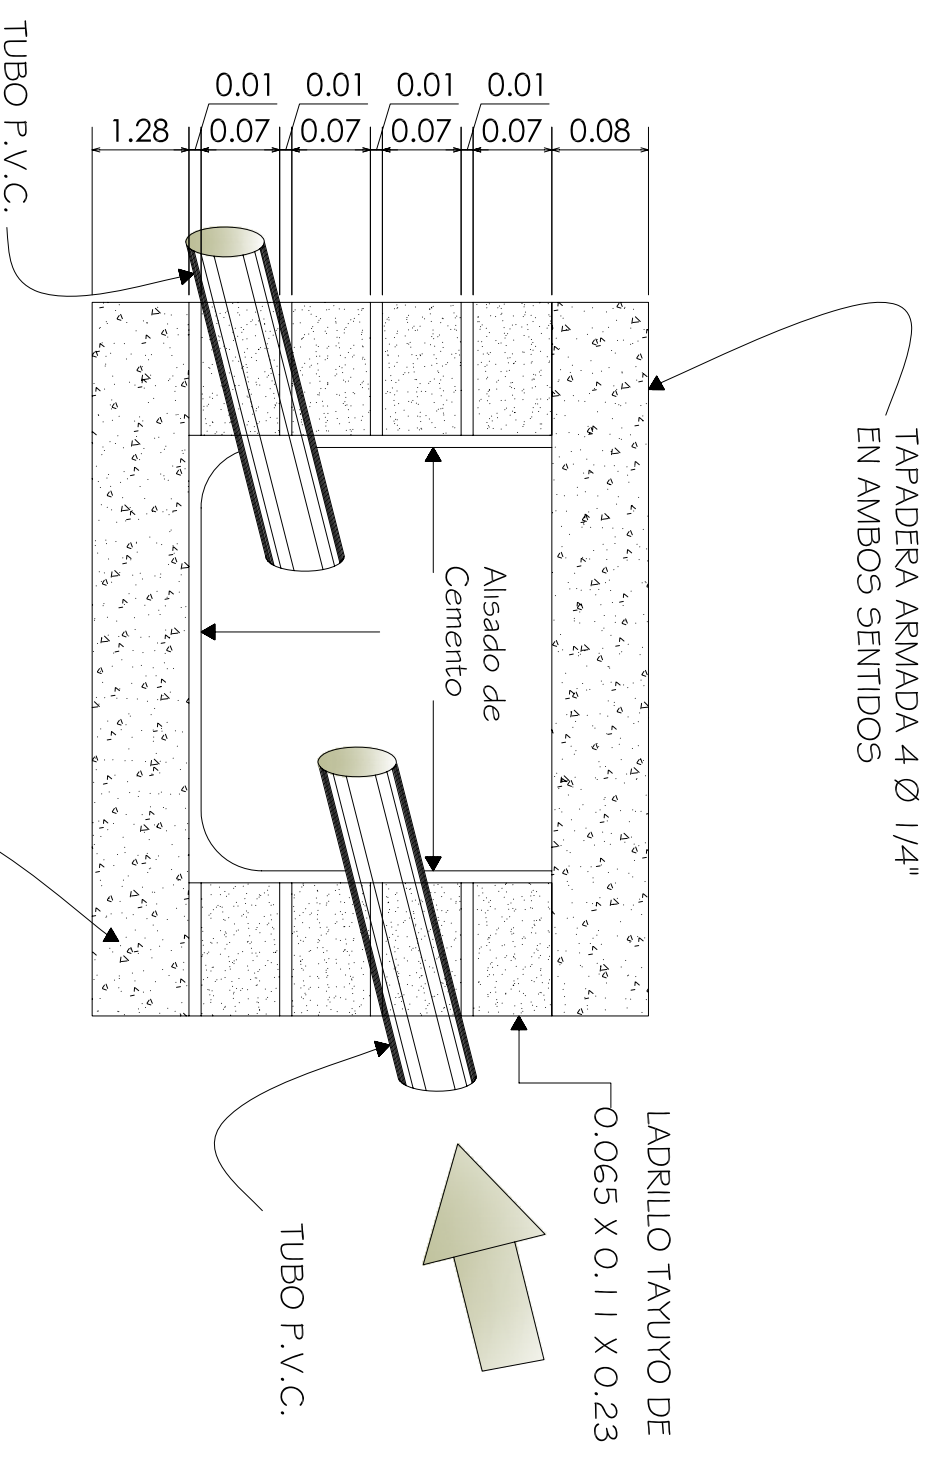 TAPADERA ARMADA 4 Ø 1/4"
EN AMBOS SENTIDOS
LADRILLO TAYUYO DE
0.065 X 0.11 X 0.23
Alisado de
Cemento
TUBO P.V.C.
TUBO P.V.C.
0.01
0.01
0.01
0.01
1.28
0.07
0.07
0.07
0.07
0.08